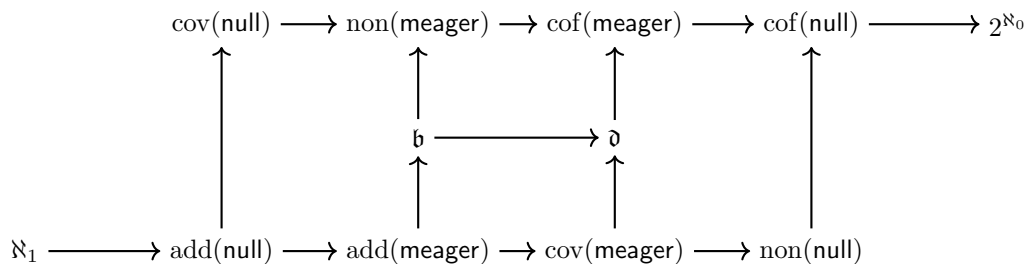 cov(null) non(meager) cof(meager) cof(null) 2^ℵ₀
𝔟 𝔡
ℵ₁ add(null) add(meager) cov(meager) non(null)